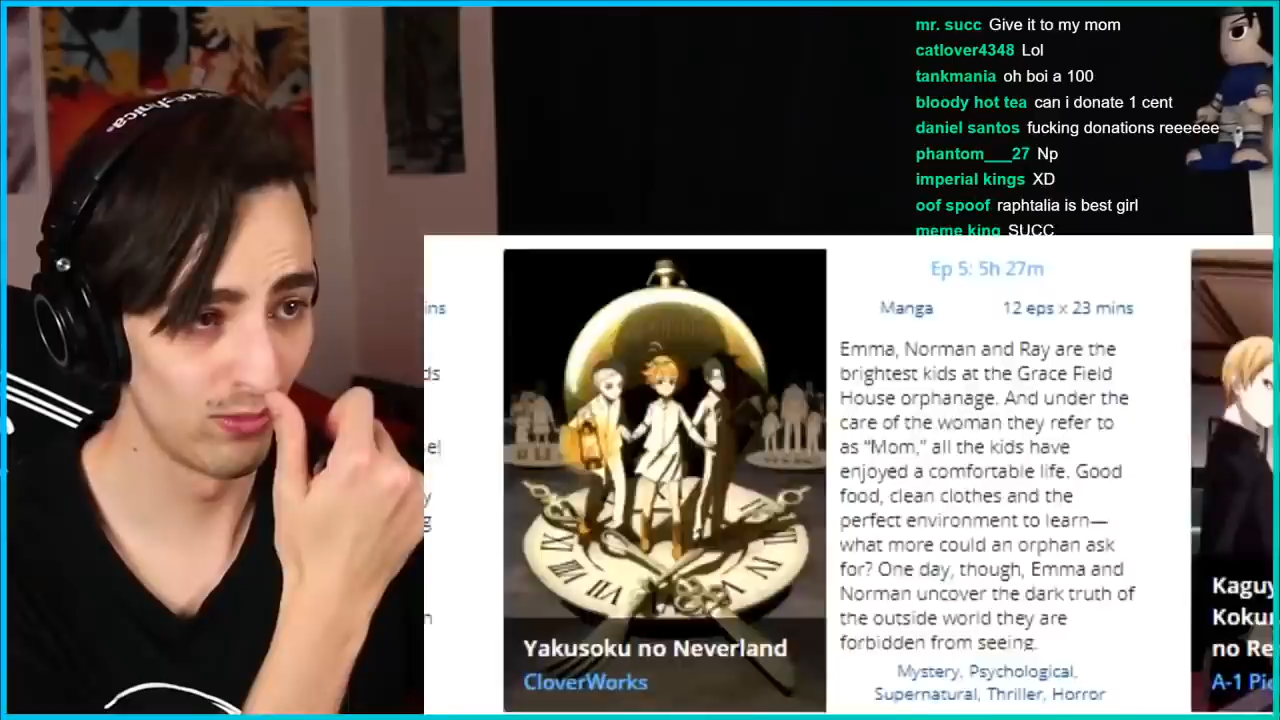 technica
mr. succ Give it to my mom
catlover4348 Lol
tankmania oh boi a 100
bloody hot tea can i donate 1 cent
daniel santos fucking donations reeeeee
phantom___27 Np
imperial kings XD
oof spoof raphtalia is best girl
meme king SUCC
ins
ds
el
y
g
n
Yakusoku no Neverland
CloverWorks
Ep 5: 5h 27m
Manga 12 eps x 23 mins
Emma, Norman and Ray are the
brightest kids at the Grace Field
House orphanage. And under the
care of the woman they refer to
as “Mom,” all the kids have
enjoyed a comfortable life. Good
food, clean clothes and the
perfect environment to learn—
what more could an orphan ask
for? One day, though, Emma and
Norman uncover the dark truth of
the outside world they are
forbidden from seeing.
Mystery, Psychological,
Supernatural, Thriller, Horror
Kaguy
Kokur
no Re
A-1 Pic